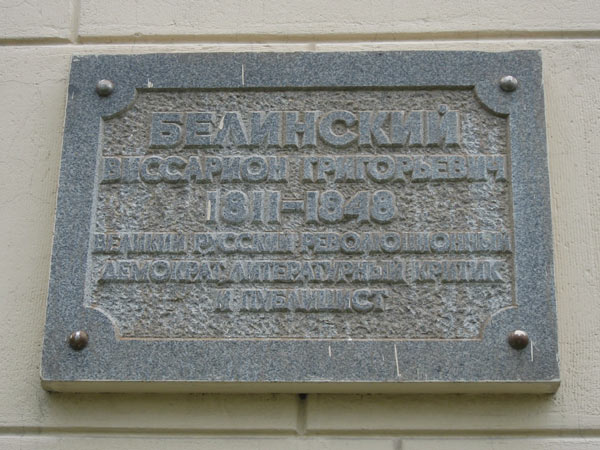 БЕЛИНСКИЙ
ВИССАРИОН ГРИГОРЬЕВИЧ
1811-1848
ВЕЛИКИЙ РУССКИЙ РЕВОЛЮЦИОННЫЙ
ДЕМОКРАТ, ЛИТЕРАТУРНЫЙ КРИТИК
И ПУБЛИЦИСТ